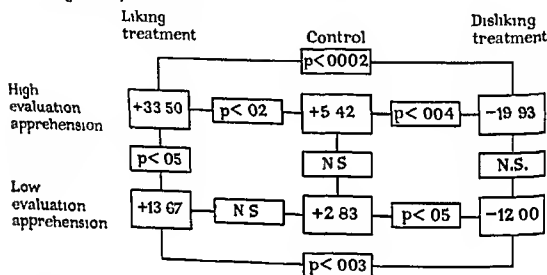 Liking
treatment
Control
Disliking
treatment
p<0002
High
evaluation
apprehension
+33 50
p< 02
+5 42
p< 004
-19 93
p< 05
NS
N.S.
Low
evaluation
apprehension
+13 67
N S
+2 83
p< 05
-12 00
p< 003